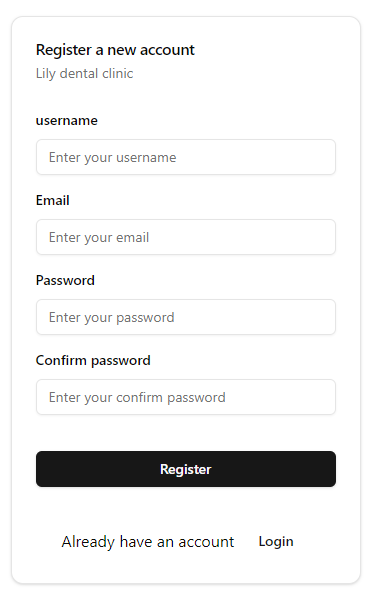 Register a new account
Lily dental clinic
username
Enter your username
Email
Enter your email
Password
Enter your password
Confirm password
Enter your confirm password
Register
Already have an account Login